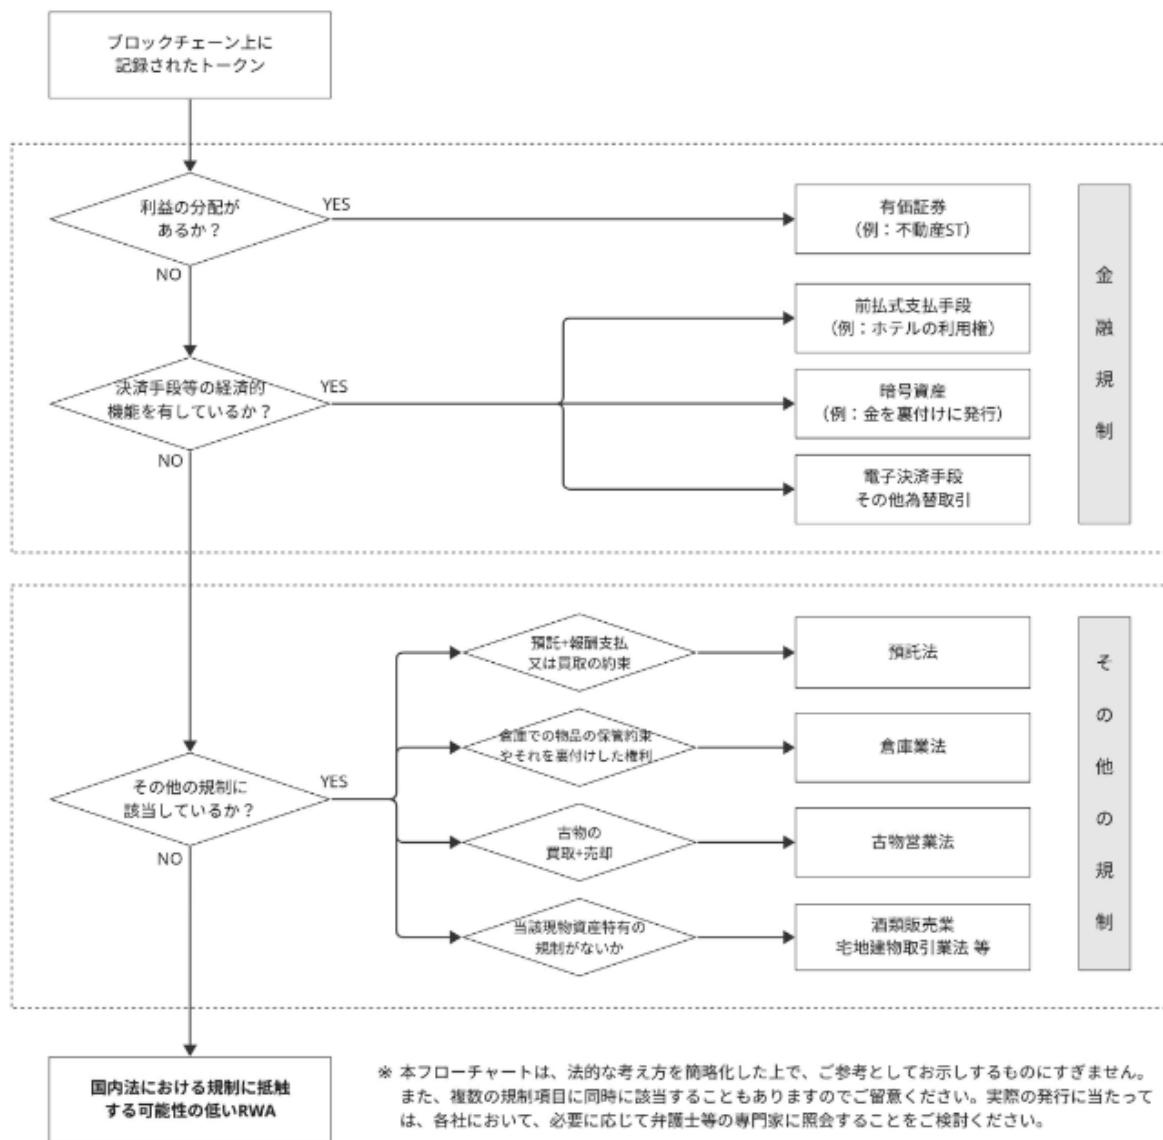 ブロックチェーン上に
記録されたトークン
利益の分配が
あるか？
YES
NO
有価証券
（例：不動産ST）
決済手段等の経済的
機能を有しているか？
YES
NO
前払式支払手段
（例：ホテルの利用権）
暗号資産
（例：金を裏付けに発行）
電子決済手段
その他為替取引
金融規制
その他の規制に
該当しているか？
YES
NO
預託+報酬支払
又は買取の約束
預託法
倉庫での物品の保管約束
やそれを裏付けした権利
倉庫業法
古物の
買取+売却
古物営業法
当該現物資産特有の
規制がないか
酒類販売業
宅地建物取引業法 等
その他の規制
国内法における規制に抵触
する可能性の低いRWA
※ 本フローチャートは、法的な考え方を簡略化した上で、ご参考としてお示しするものにすぎません。
また、複数の規制項目に同時に該当することもありますのでご留意ください。実際の発行に当たって
は、各社において、必要に応じて弁護士等の専門家に照会することをご検討ください。